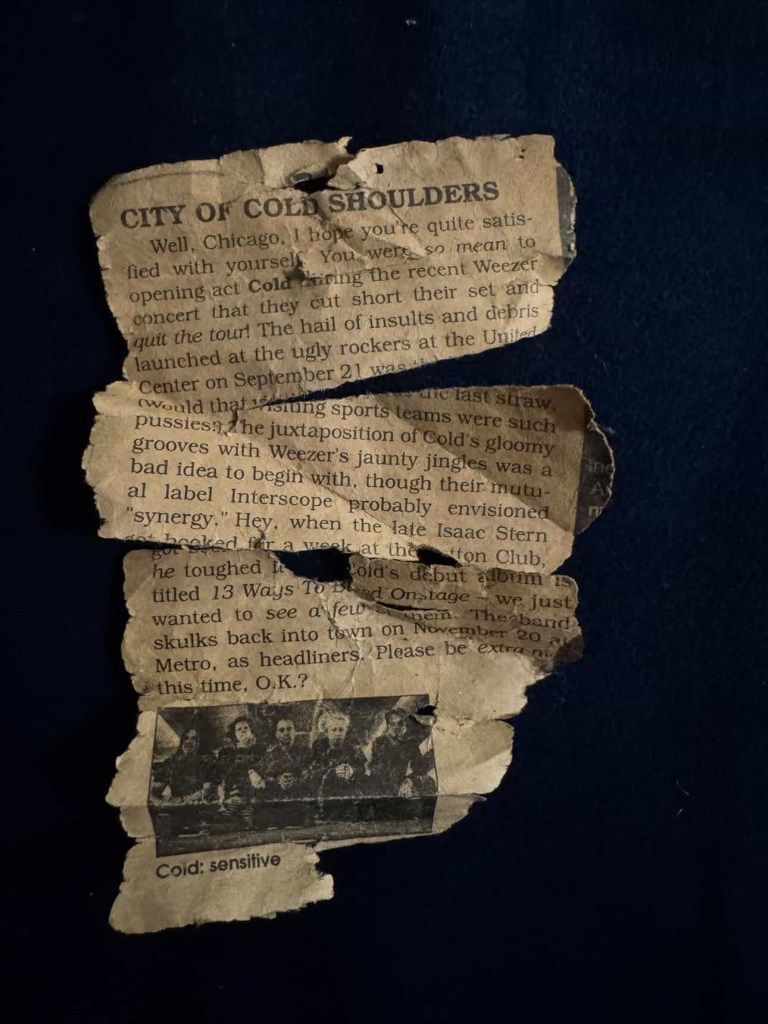 CITY OF COLD SHOULDERS
Well, Chicago, I hope you're quite satis-
fied with yourself. You were so mean to
opening act Cold during the recent Weezer
concert that they cut short their set and
quit the tour! The hail of insults and debris
launched at the ugly rockers at the United
Center on September 21 was the last straw.
(Would that visiting sports teams were such
pussies!) The juxtaposition of Cold's gloomy
grooves with Weezer's jaunty jingles was a
bad idea to begin with, though their mutu-
al label Interscope probably envisioned
"synergy." Hey, when the late Isaac Stern
got booked for a week at the Club,
he toughed Cold's debut album is
titled 13 Ways To Bleed Onstage – we just
wanted to see a few The band
skulks back into town on November 20 at
Metro, as headliners. Please be extra
this time, O.K.?
Cold: sensitive